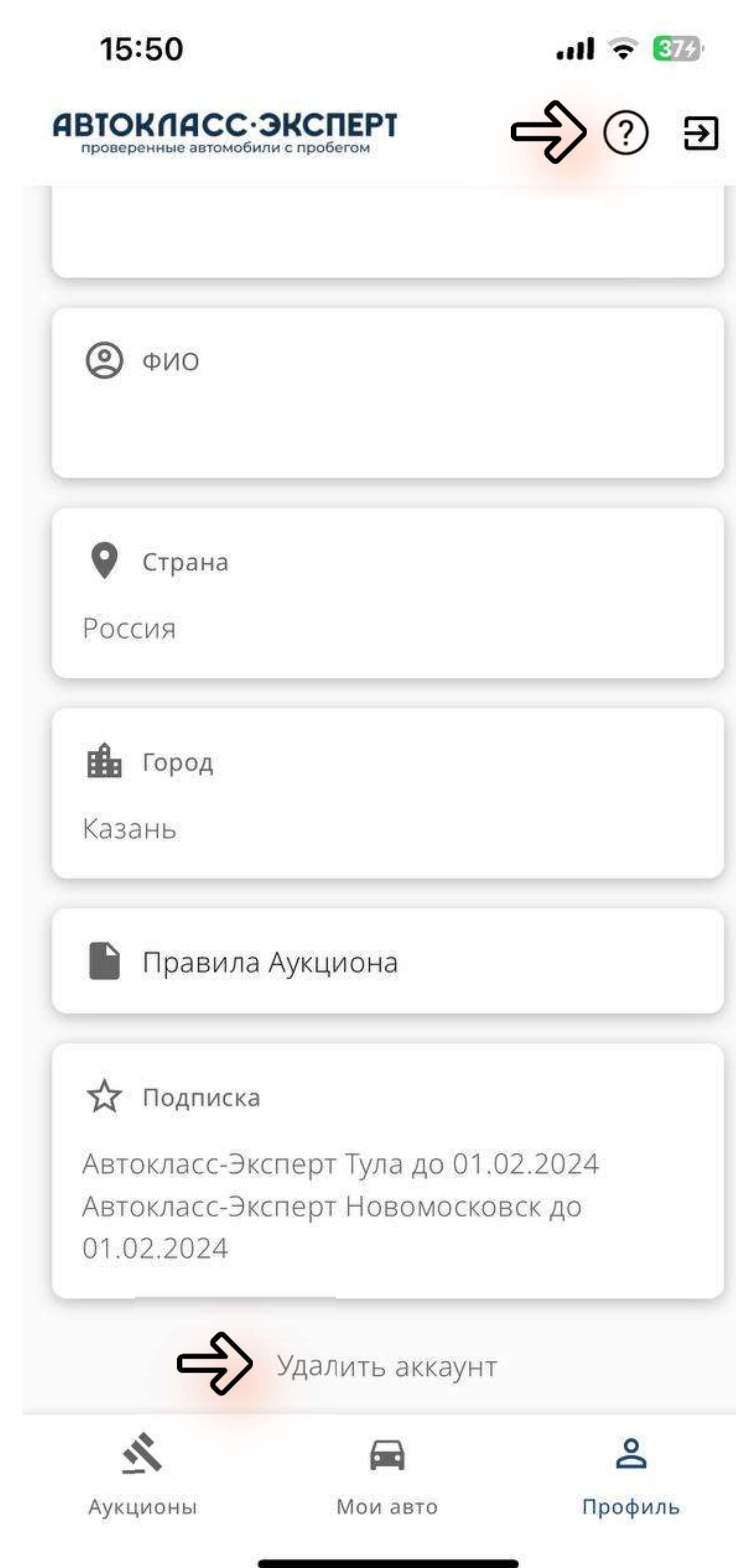 15:50
37
АВТОКЛАСС·ЭКСПЕРТ
проверенные автомобили с пробегом
?
ФИО
Страна
Россия
Город
Казань
Правила Аукциона
Подписка
Автокласс-Эксперт Тула до 01.02.2024
Автокласс-Эксперт Новомосковск до
01.02.2024
Удалить аккаунт
Аукционы
Мои авто
Профиль